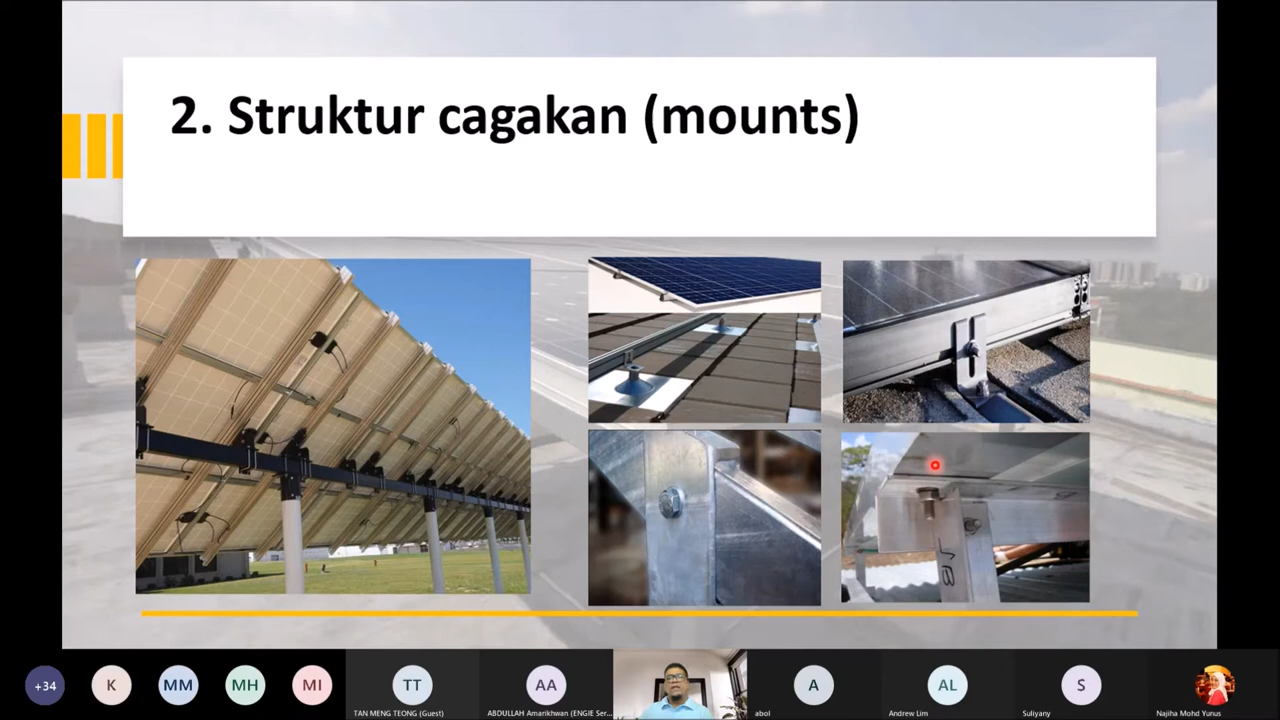 2. Struktur cagakan (mounts)
+34
K
MM
MH
MI
TT
AA
A
AL
S
TAN MENG TEONG (Guest)
ABDULLAH Amarikhwan (ENGIE Ser...
abol
Andrew Lim
Suliyany
Najiha Mohd Yunus